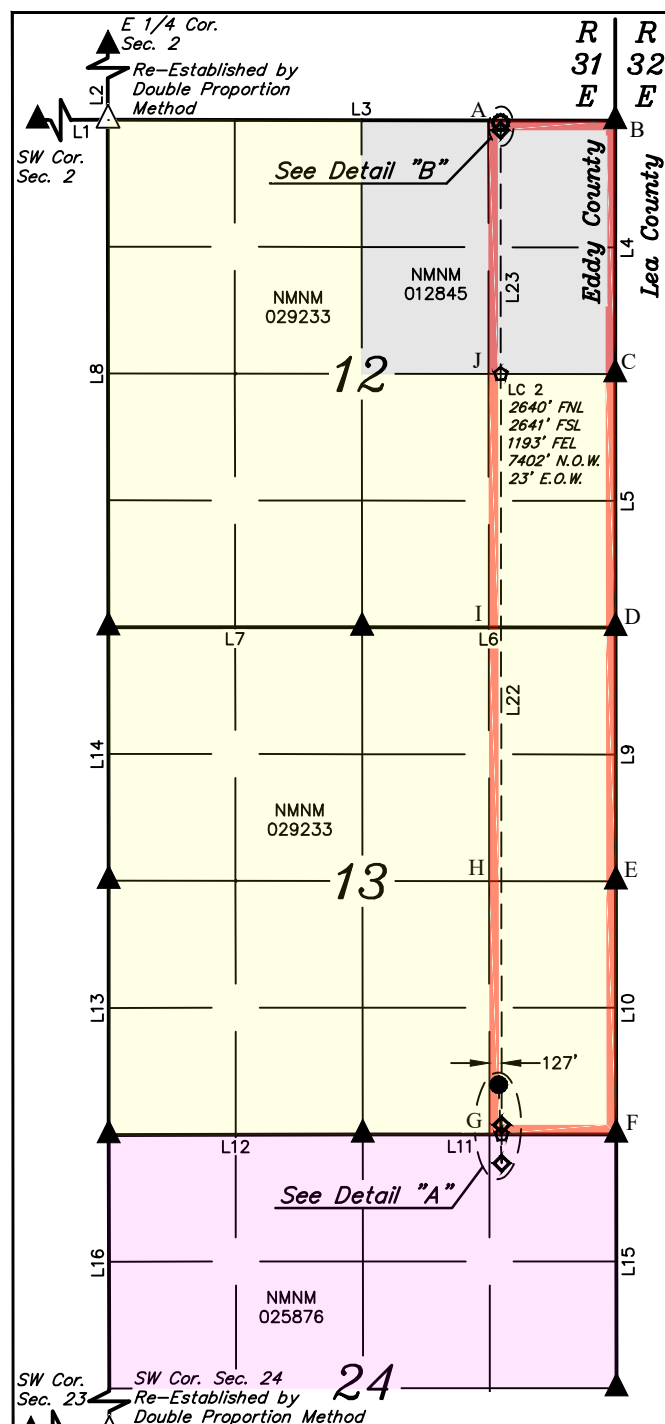 E 1/4 Cor.
Sec. 2
R R
31 32
E E
Re-Established by
Double Proportion
Method
L2
L1
L3
A
B
SW Cor.
Sec. 2
See Detail "B"
Eddy County
Lea County
L4
NMNM
029233
NMNM
012845
L23
L8
12
J
C
LC 2
2640' FNL
2641' FSL
1193' FEL
7402' N.O.W.
23' E.O.W.
L5
I
D
L7
L6
L22
L14
L9
NMNM
029233
13
H
E
L13
L10
127'
G
F
L12
L11
See Detail "A"
L16
L15
NMNM
025876
SW Cor.
Sec. 23
SW Cor. Sec. 24
Re-Established by
Double Proportion Method
24